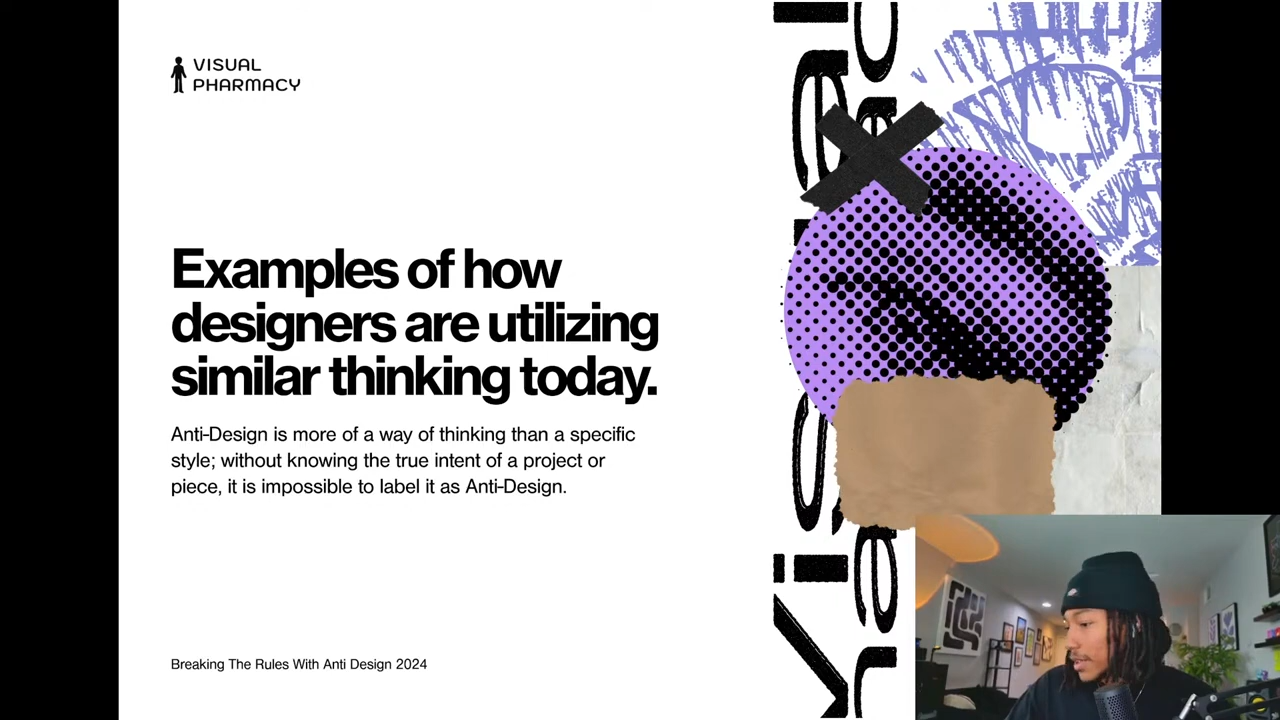 VISUAL
PHARMACY
Examples of how
designers are utilizing
similar thinking today.
Anti-Design is more of a way of thinking than a specific
style; without knowing the true intent of a project or
piece, it is impossible to label it as Anti-Design.
Breaking The Rules With Anti Design 2024